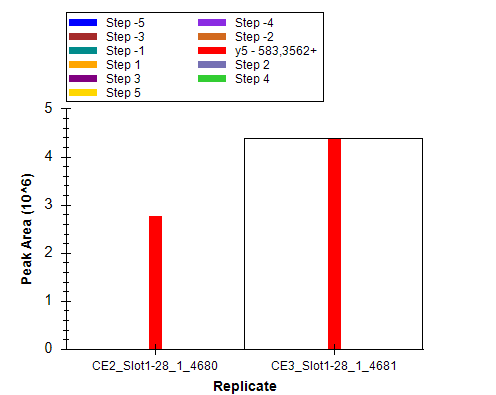 Step -5 Step -4
Step -3 Step -2
Step -1 y5 - 583,3562+
Step 1 Step 2
Step 3 Step 4
Step 5
Peak Area (10^6)
5
4
3
2
1
0
CE2_Slot1-28_1_4680 CE3_Slot1-28_1_4681
Replicate